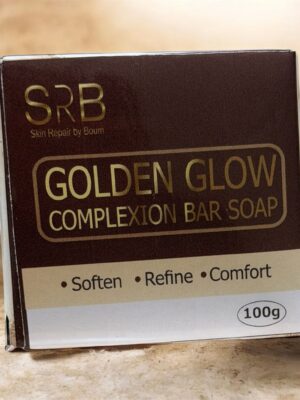 SRB
Skin Repair by Boum
GOLDEN GLOW
COMPLEXION BAR SOAP
• Soften • Refine • Comfort
100g